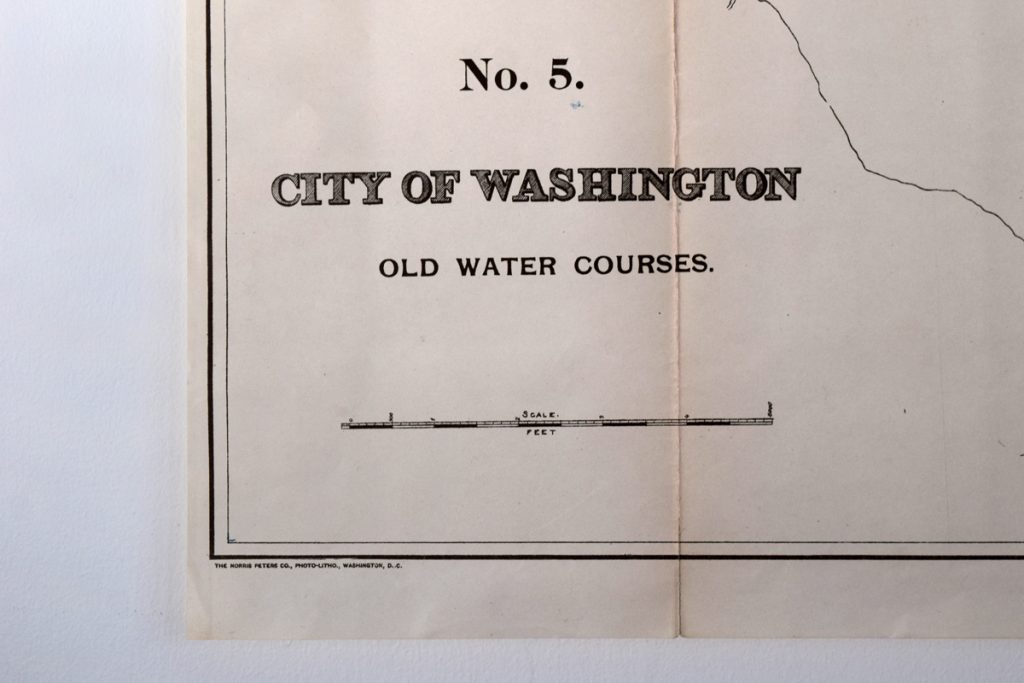 No. 5.
CITY OF WASHINGTON
OLD WATER COURSES.
SCALE.
FEET
THE NORRIS PETERS CO., PHOTO-LITHO., WASHINGTON, D. C.